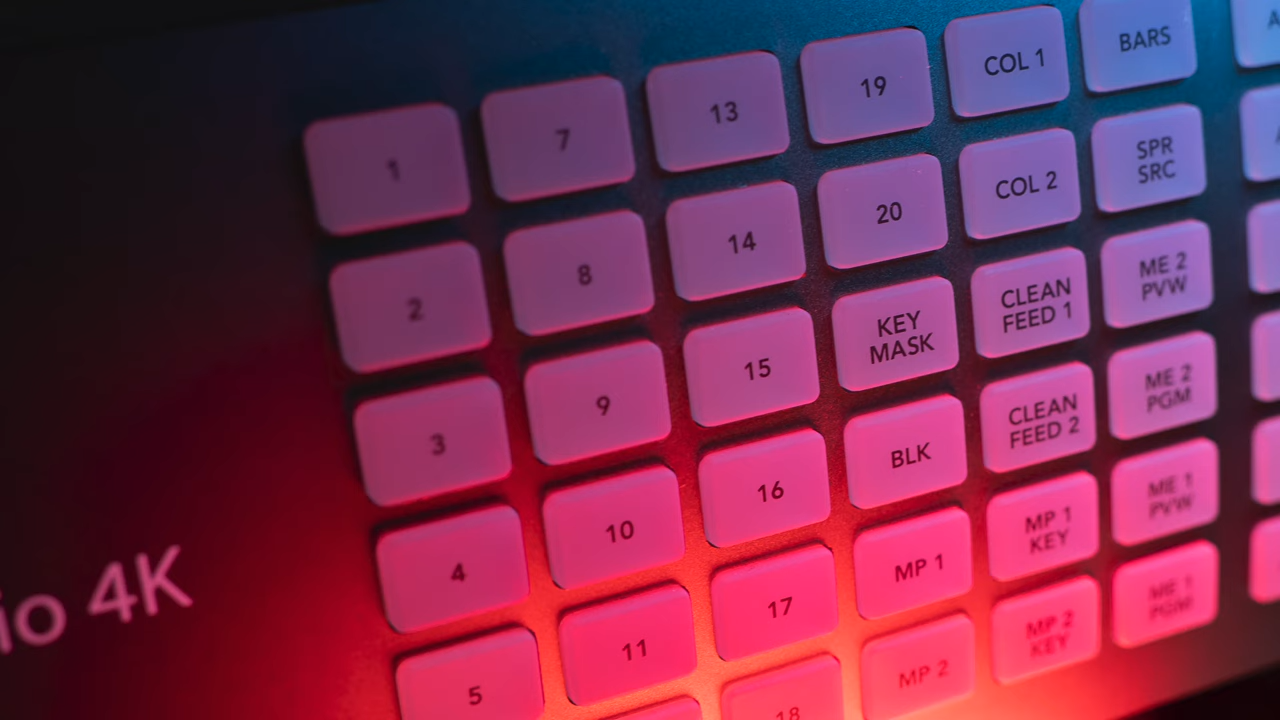 1
7
13
19
COL 1
BARS
2
8
14
20
COL 2
SPR
SRC
3
9
15
KEY
MASK
CLEAN
FEED 1
ME 2
PVW
4
10
16
BLK
CLEAN
FEED 2
ME 2
PGM
5
11
17
MP 1
MP 1
KEY
ME 1
PVW
18
MP 2
MP 2
KEY
ME 1
PGM
io 4K